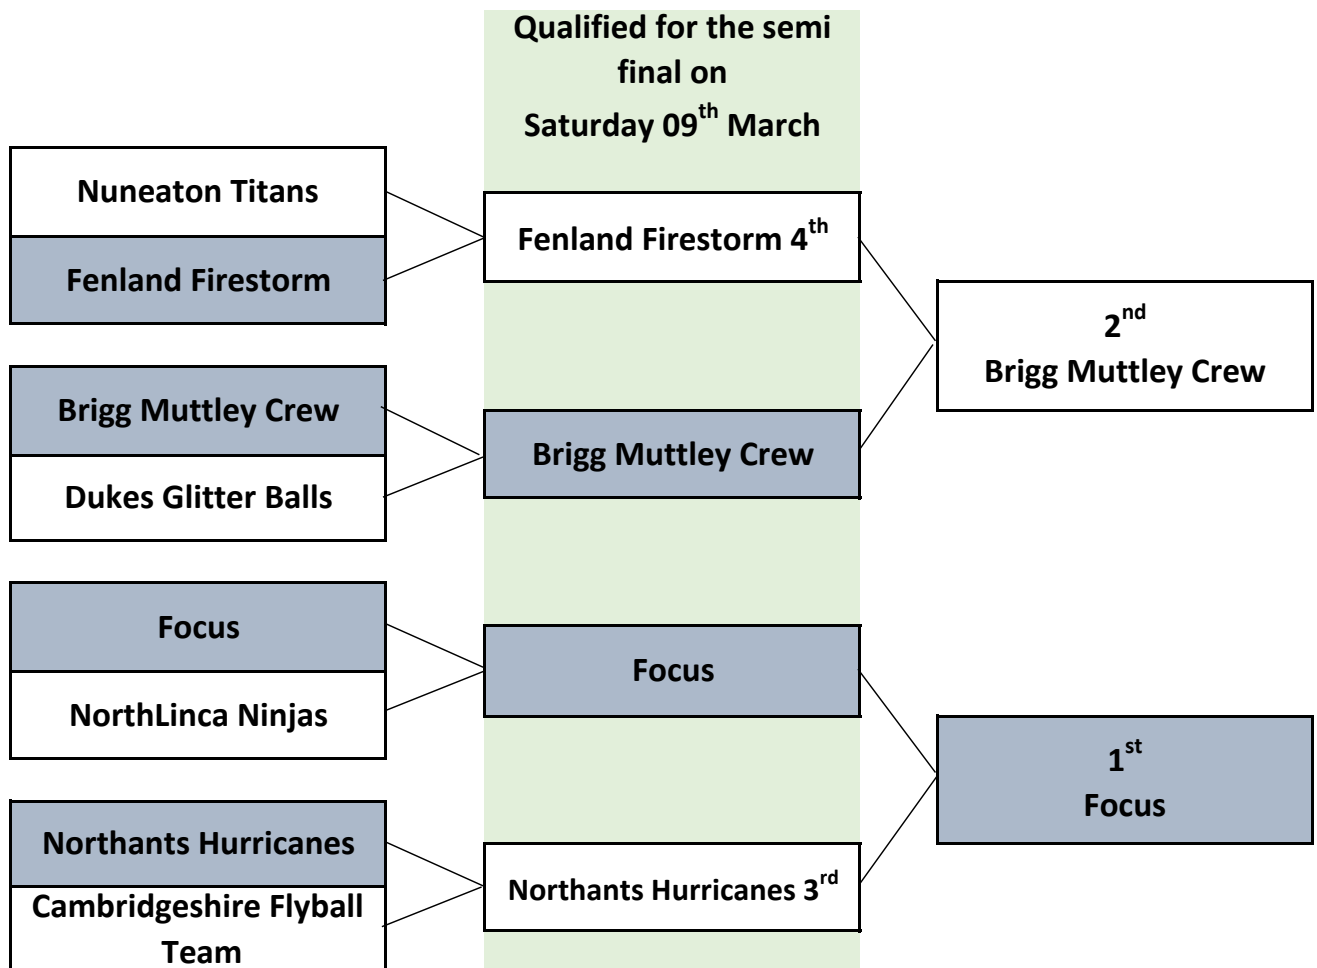 Qualified for the semi
final on
Saturday 09th March
Nuneaton Titans
Fenland Firestorm
Brigg Muttley Crew
Dukes Glitter Balls
Focus
NorthLinca Ninjas
Northants Hurricanes
Cambridgeshire Flyball
Team
Fenland Firestorm 4th
Brigg Muttley Crew
Focus
Northants Hurricanes 3rd
2nd
Brigg Muttley Crew
1st
Focus